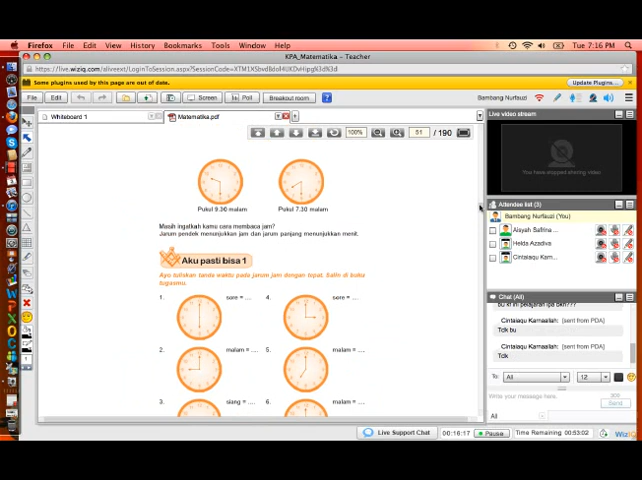 Firefox File Edit View History Bookmarks Tools Window Help Tue 7:16 PM
KPA_Matematika – Teacher
Some plugins used by this page are out of date. Update Plugins...
File Edit Screen Poll Breakout room ? Bambang Nurfauzi
Whiteboard 1 Matematika.pdf
Live video stream
100% 51 / 190
You have stopped sharing video
Attendee list (3)
Bambang Nurfauzi (You)
Aisyah Safrina ...
Helda Azadiva
Cintalaqu Kam...
Pukul 9.30 malam Pukul 7.30 malam
Masih ingatkah kamu cara membaca jam?
Jarum pendek menunjukkan jam dan jarum panjang menunjukkan menit.
Aku pasti bisa 1
Ayo tuliskan tanda waktu pada jarum jam dengan tepat. Salin di buku
tugasmu.
1. sore = .... 4. sore = ....
2. malam = .... 5. malam = ....
3. siang = .... 6. malam = ....
Chat (All)
Cintalaqu Kamaallah: [sent from PDA]
Tdk bu
Cintalaqu Kamaallah: [sent from PDA]
Tdk
To: All 12
Write your message here.
Send
All
Live Support Chat 00:16:17 Pause Time Remaining 00:53:02 WizIQ